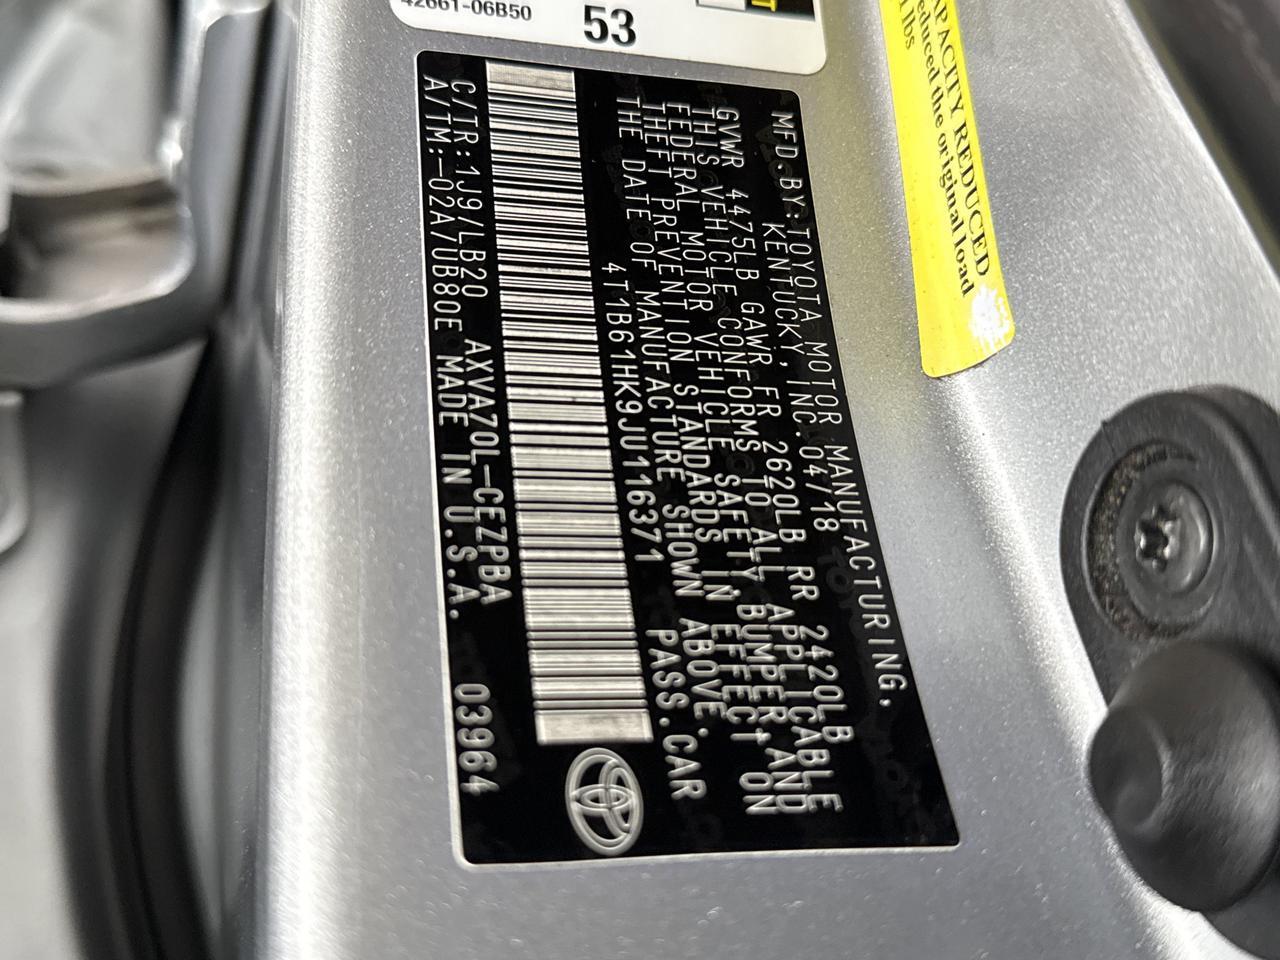 42661-06B50
53
T
CAPACITY REDUCED
reduced the original load
lbs
MFD. BY: TOYOTA MOTOR MANUFACTURING,
KENTUCKY, INC. 04/18
GVWR 4475LB GAWR FR 2620LB RR 2420LB
THIS VEHICLE CONFORMS TO ALL APPLICABLE
FEDERAL MOTOR VEHICLE SAFETY, BUMPER, AND
THEFT PREVENTION STANDARDS IN EFFECT ON
THE DATE OF MANUFACTURE SHOWN ABOVE.
4T1B61HK9JU116371 PASS.CAR
C/TR:1J9/LB20 AXVA70L-CEZPBA
A/TM:-02A/UB80E MADE IN U.S.A. 03964